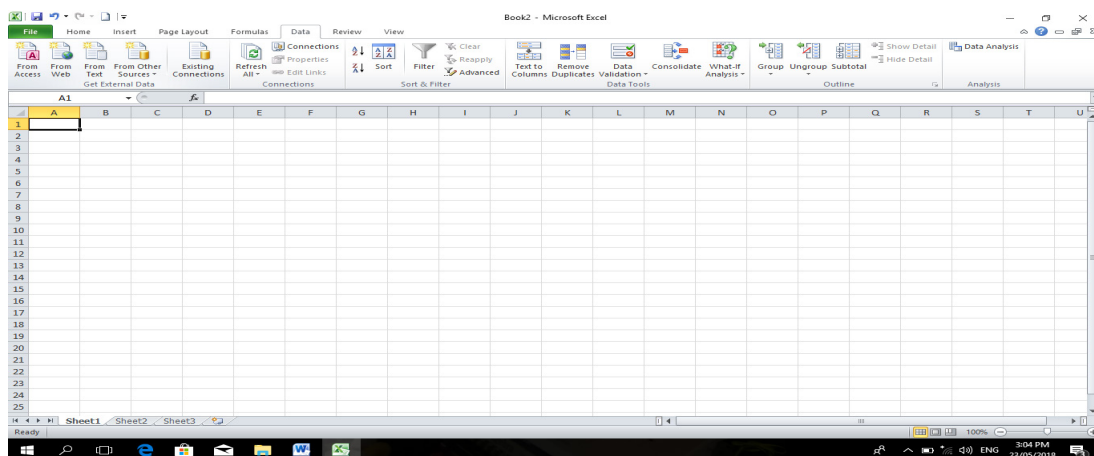 Book2 - Microsoft Excel
File Home Insert Page Layout Formulas Data Review View
From Access
From Web
From Text
From Other Sources
Existing Connections
Get External Data
Refresh All
Connections
Properties
Edit Links
Connections
Sort
Filter
Clear
Reapply
Advanced
Sort & Filter
Text to Columns
Remove Duplicates
Data Validation
Consolidate
What-If Analysis
Data Tools
Group
Ungroup
Subtotal
Show Detail
Hide Detail
Outline
Data Analysis
Analysis
A1 fx
A B C D E F G H I J K L M N O P Q R S T U
1
2
3
4
5
6
7
8
9
10
11
12
13
14
15
16
17
18
19
20
21
22
23
24
25
Sheet1 Sheet2 Sheet3
Ready 100%
ENG 3:04 PM
23/05/2018